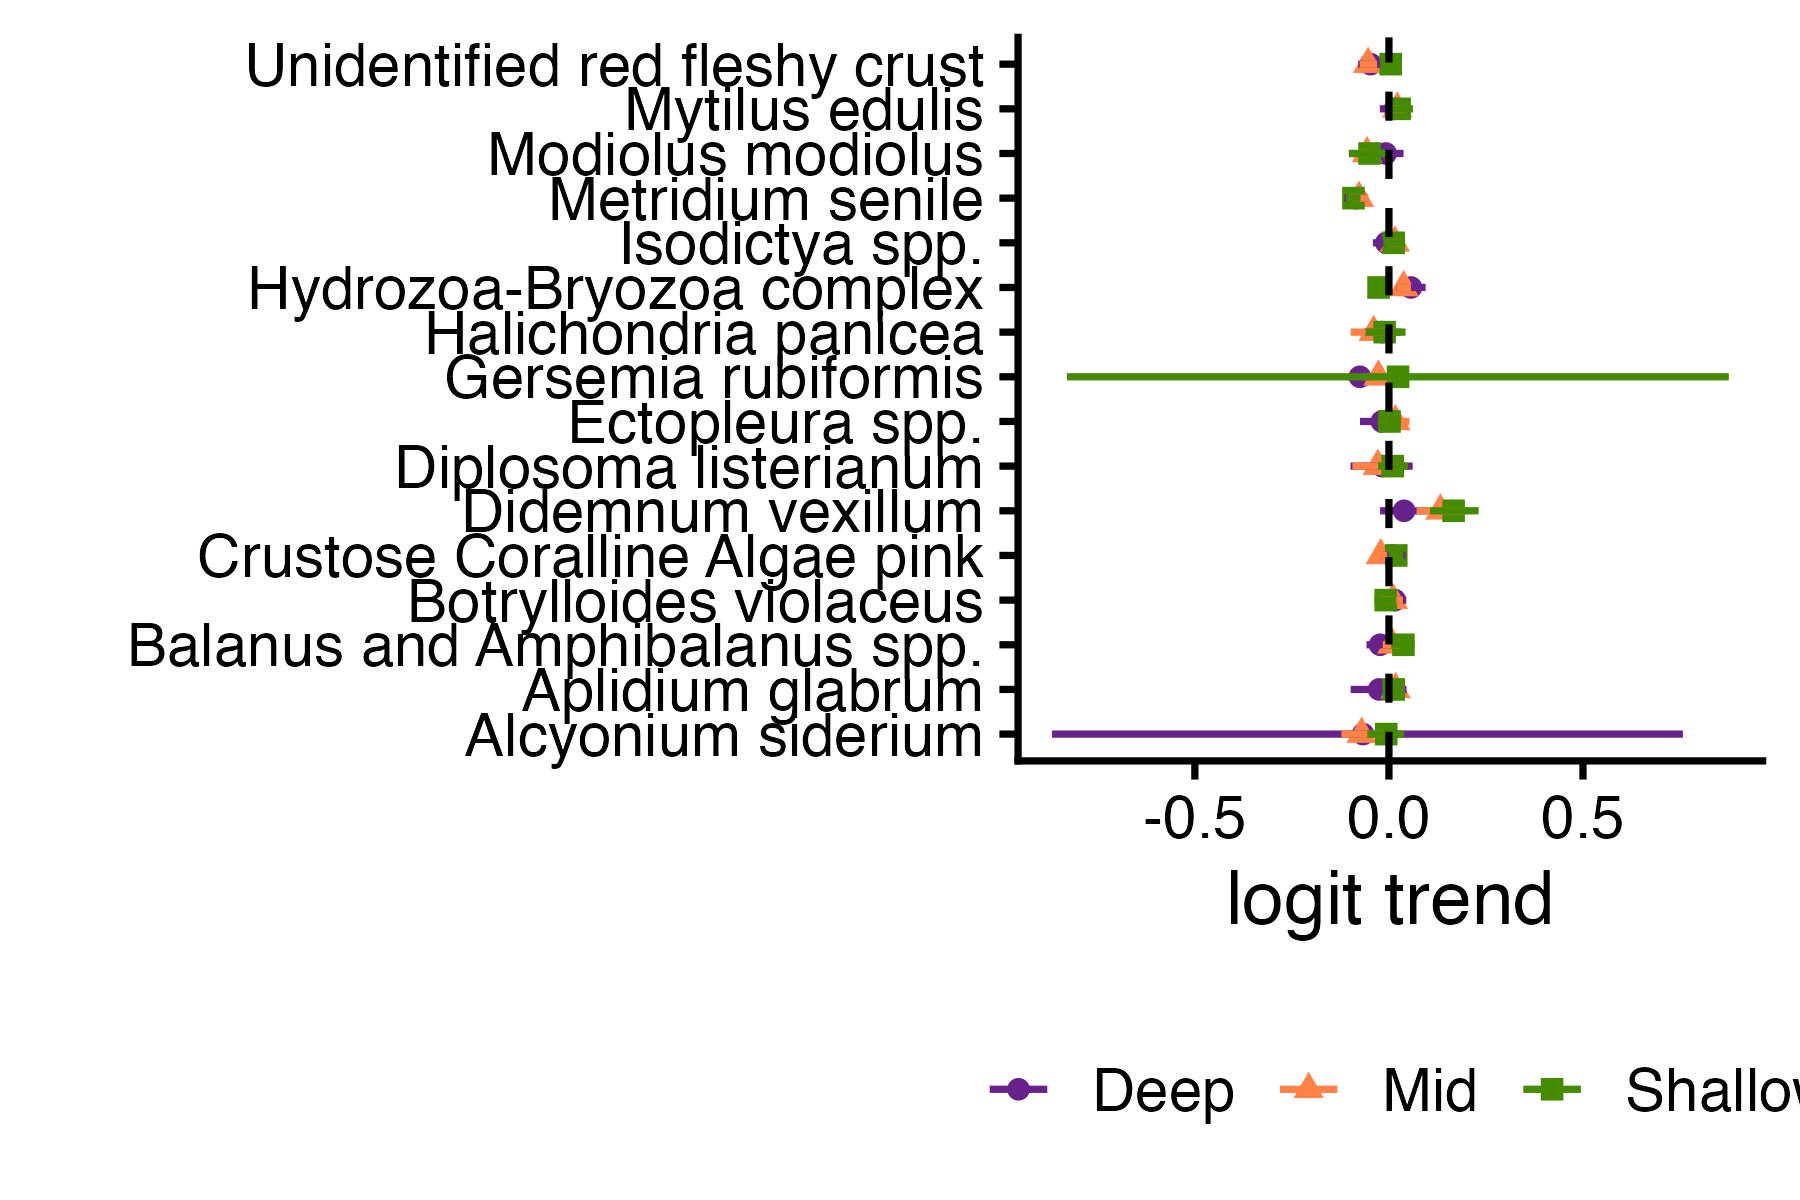 Unidentified red fleshy crust
Mytilus edulis
Modiolus modiolus
Metridium senile
Isodictya spp.
Hydrozoa-Bryozoa complex
Halichondria panicea
Gersemia rubiformis
Ectopleura spp.
Diplosoma listerianum
Didemnum vexillum
Crustose Coralline Algae pink
Botrylloides violaceus
Balanus and Amphibalanus spp.
Aplidium glabrum
Alcyonium siderium
-0.5 0.0 0.5
logit trend
Deep Mid Shallow